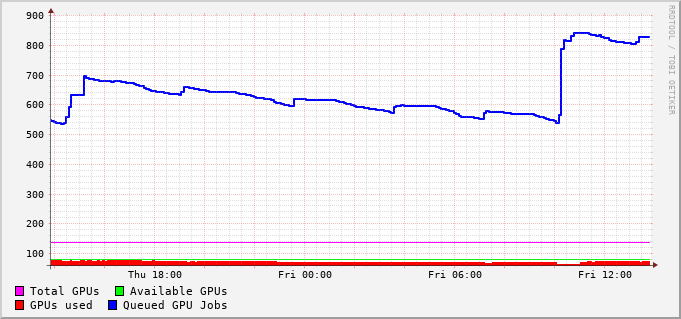 900
800
700
600
500
400
300
200
100
Thu 18:00 Fri 00:00 Fri 06:00 Fri 12:00
Total GPUs Available GPUs
GPUs used Queued GPU Jobs
RRDTOOL / TOBI OETIKER